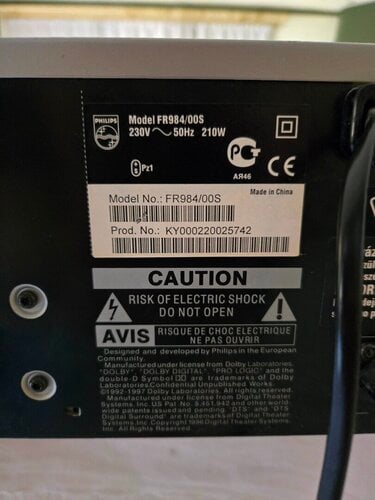 PHILIPS
Model FR984/00S
230V ~ 50Hz 210W
Pz1
PCT
АЯ46
CE
Made in China
Model No.: FR984/00S
Prod. No.: KY000220025742
CAUTION
RISK OF ELECTRIC SHOCK
DO NOT OPEN
AVIS
RISQUE DE CHOC ELECTRIQUE
NE PAS OUVRIR
Designed and developed by Philips in the European
Community.
Manufactured under license from Dolby Laboratories.
"DOLBY", "DOLBY DIGITAL", "PRO LOGIC" and the
double-D Symbol are trademarks of Dolby
Laboratories.Confidential Unpublished Works.
©1992-1997 Dolby Laboratories. All rights reserved.
Manufactured under license from Digital Theater
Systems, Inc. US Pat. No. 5,451,942 and other world-
wide patents issued and pending. "DTS" and "DTS
Digital Surround" are trademarks of Digital Theater
Systems, Inc. Copyright 1996 Digital Theater
Systems, Inc. All rights reserved.